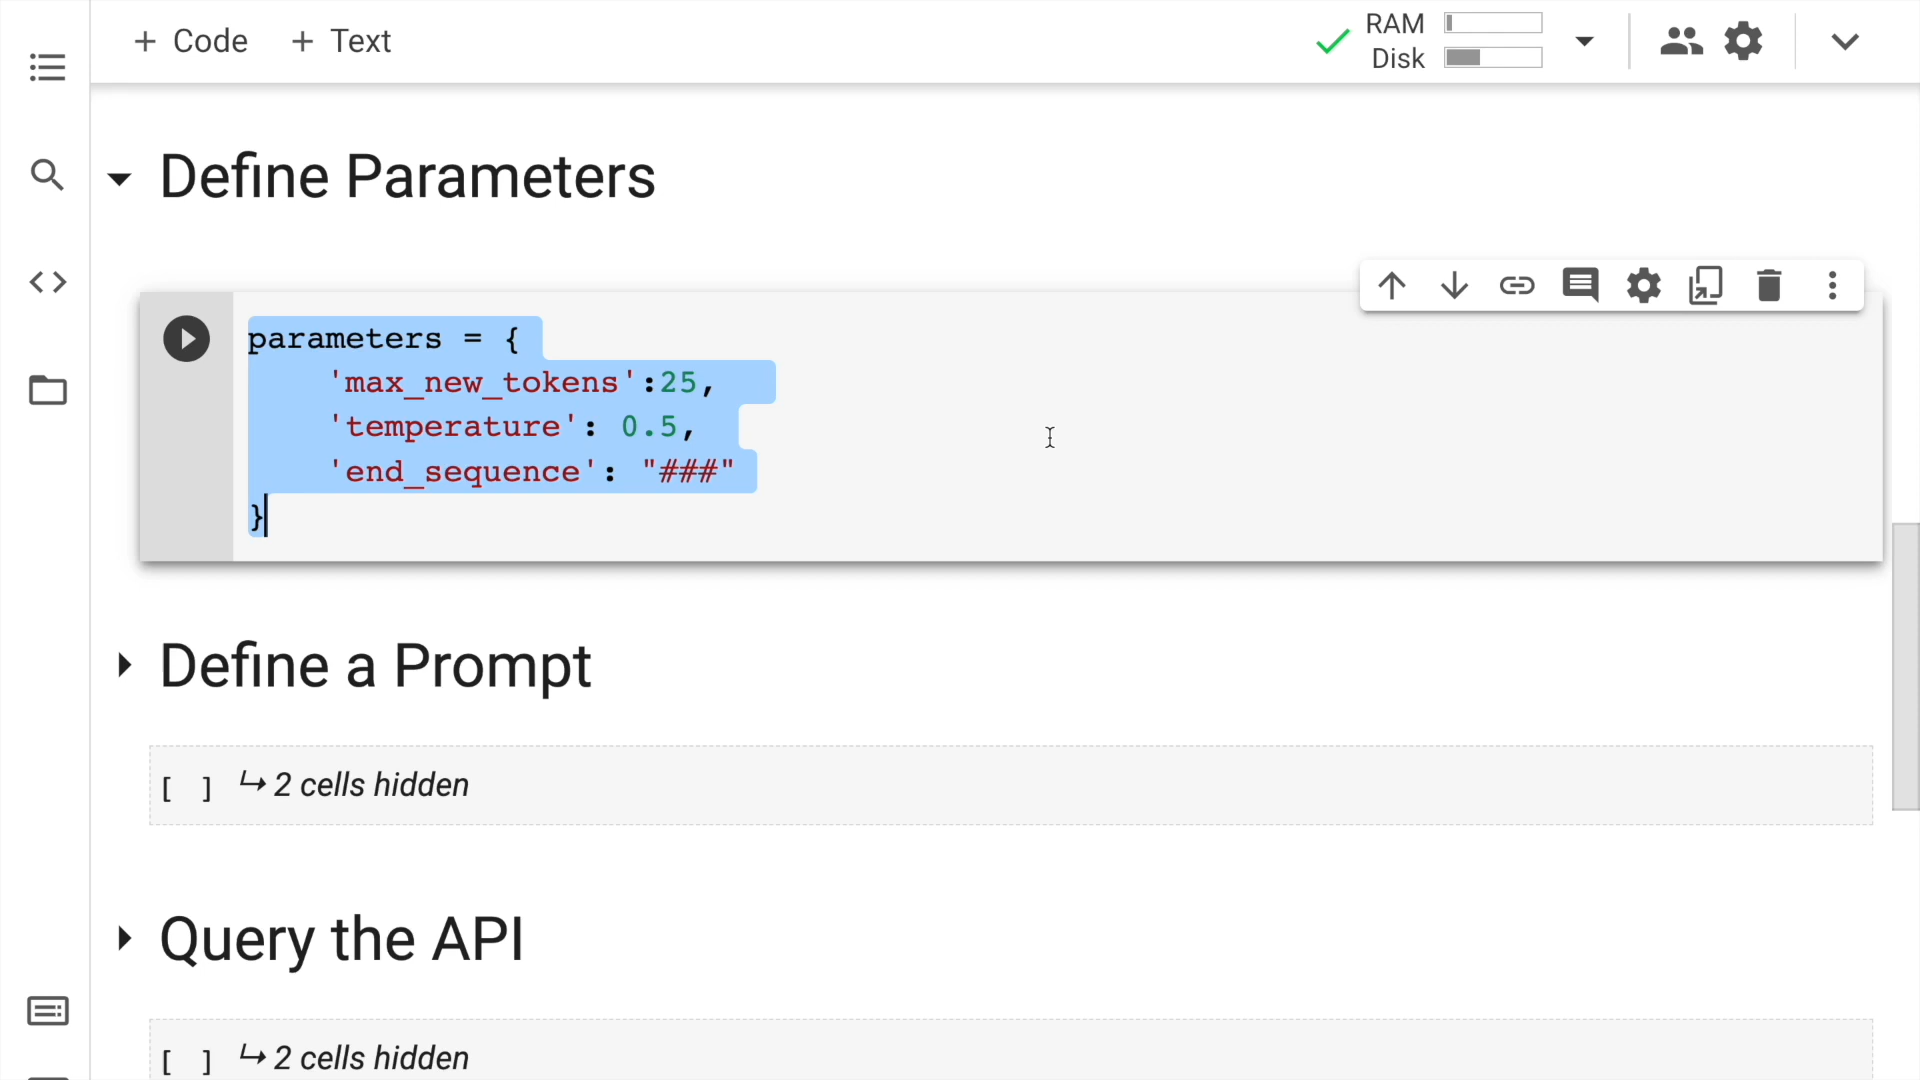 + Code + Text
RAM
Disk
Define Parameters
parameters = {
    'max_new_tokens':25,
    'temperature': 0.5,
    'end_sequence': "###"
}
Define a Prompt
[ ] ↳ 2 cells hidden
Query the API
[ ] ↳ 2 cells hidden